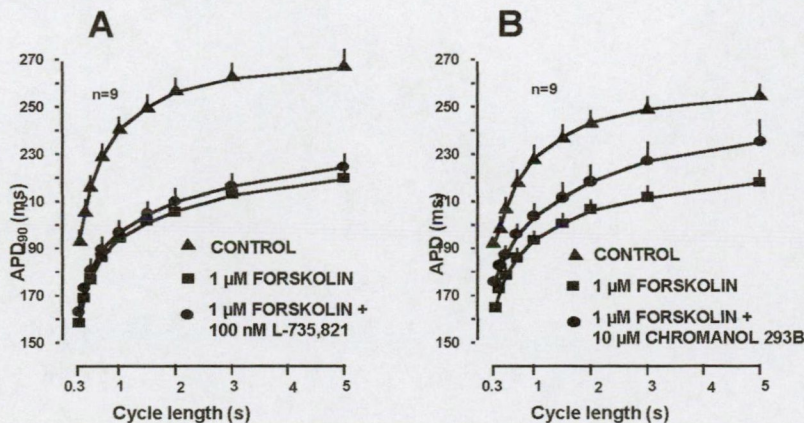 A
270
250
230
210
190
170
150
APD90 (ms)
n=9
CONTROL
1 µM FORSKOLIN
1 µM FORSKOLIN +
100 nM L-735,821
0.3 1 2 3 4 5
Cycle length (s)
B
270
250
230
210
190
170
150
APD (ms)
n=9
CONTROL
1 µM FORSKOLIN
1 µM FORSKOLIN +
10 µM CHROMANOL 293B
0.3 1 2 3 4 5
Cycle length (s)